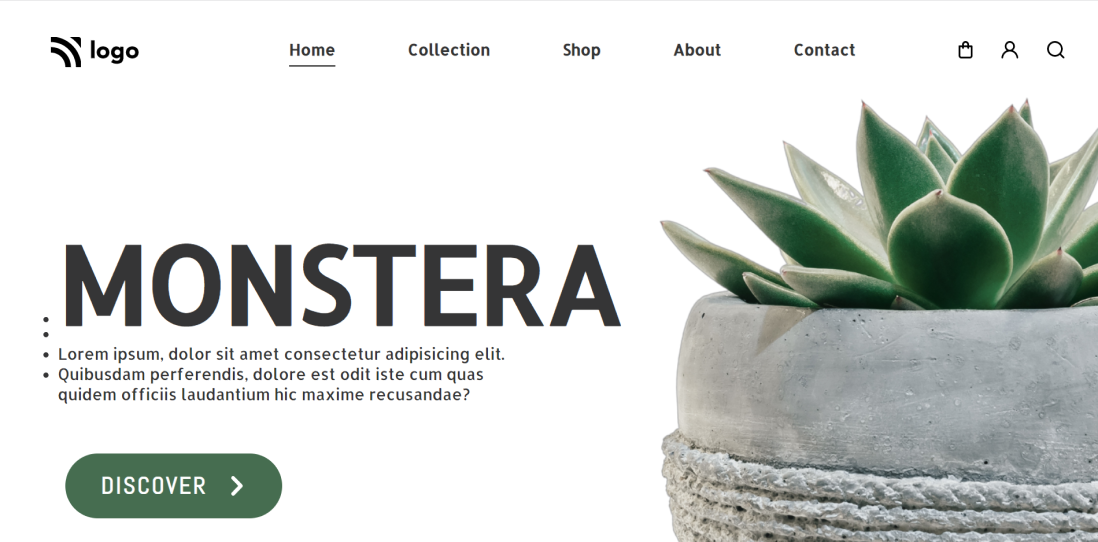 logo
Home Collection Shop About Contact
MONSTERA
Lorem ipsum, dolor sit amet consectetur adipisicing elit.
Quibusdam perferendis, dolore est odit iste cum quas
quidem officiis laudantium hic maxime recusandae?
DISCOVER